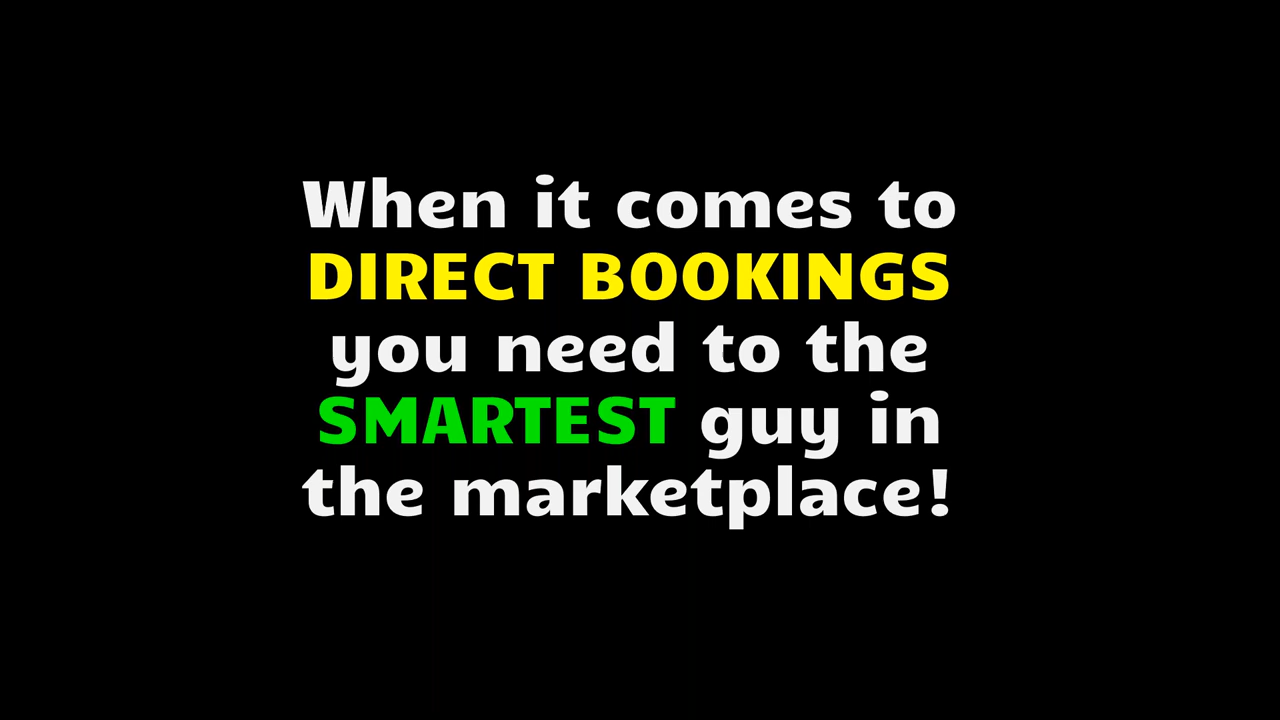 When it comes to
DIRECT BOOKINGS
you need to the
SMARTEST guy in
the marketplace!